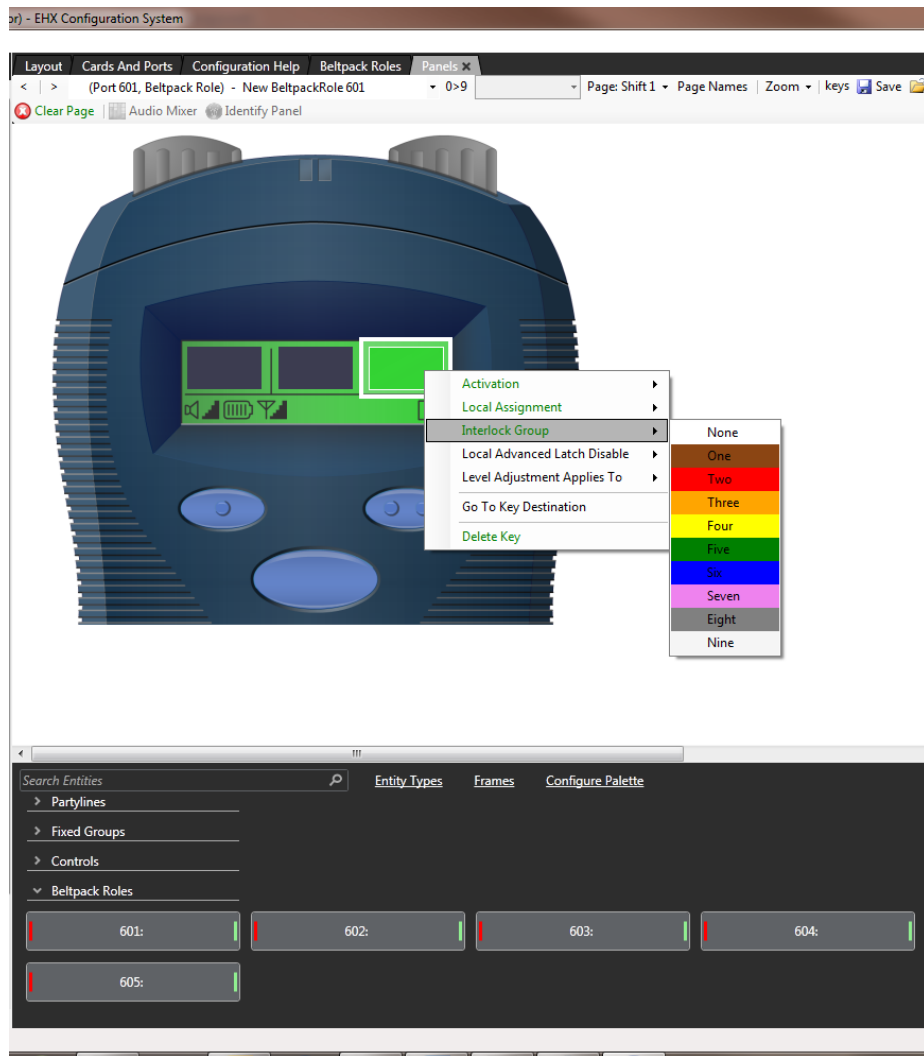 or) - EHX Configuration System
Layout Cards And Ports Configuration Help Beltpack Roles Panels
< | > (Port 601, Beltpack Role) - New BeltpackRole 601 0>9 Page: Shift 1 Page Names Zoom keys Save
Clear Page Audio Mixer Identify Panel
Activation
Local Assignment
Interlock Group
Local Advanced Latch Disable
Level Adjustment Applies To
Go To Key Destination
Delete Key
None
One
Two
Three
Four
Five
Six
Seven
Eight
Nine
Search Entities Entity Types Frames Configure Palette
Partylines
Fixed Groups
Controls
Beltpack Roles
601: 602: 603: 604:
605: